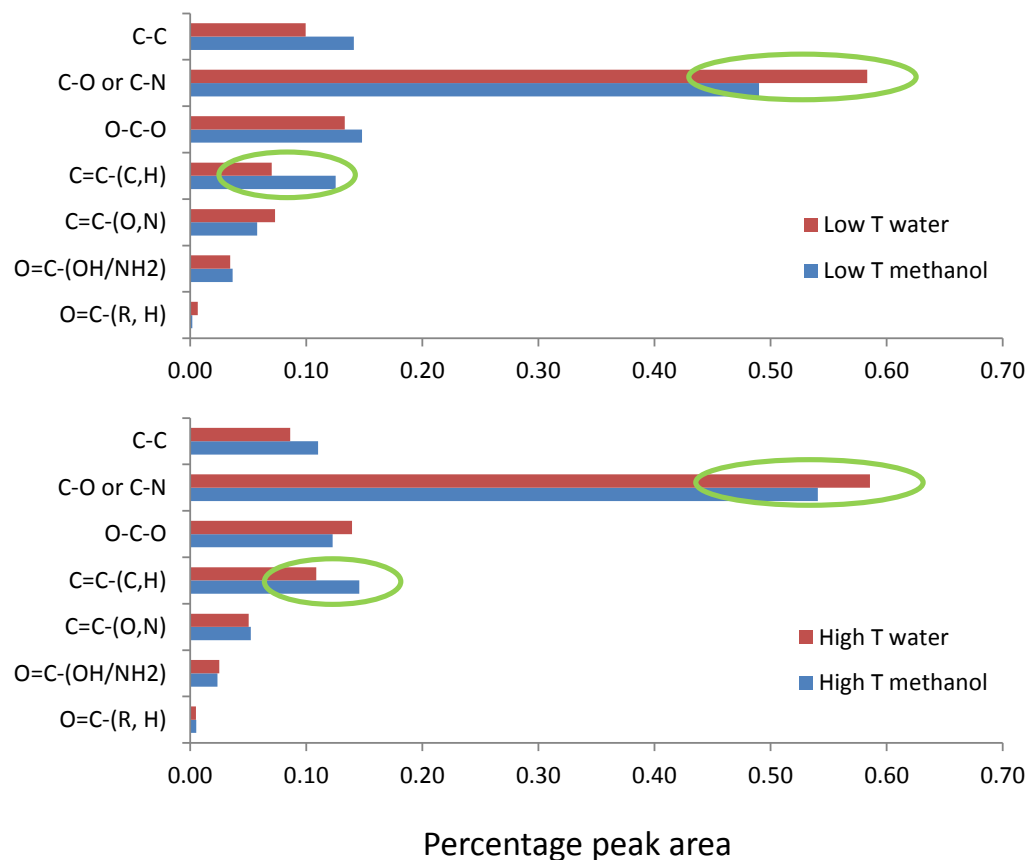 C-C
C-O or C-N
O-C-O
C=C-(C,H)
C=C-(O,N)
O=C-(OH/NH2)
O=C-(R, H)
Low T water
Low T methanol
0.00 0.10 0.20 0.30 0.40 0.50 0.60 0.70
C-C
C-O or C-N
O-C-O
C=C-(C,H)
C=C-(O,N)
O=C-(OH/NH2)
O=C-(R, H)
High T water
High T methanol
0.00 0.10 0.20 0.30 0.40 0.50 0.60 0.70
Percentage peak area